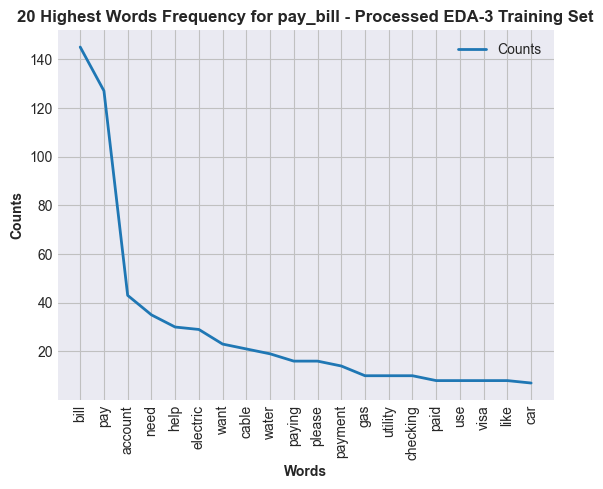 20 Highest Words Frequency for pay_bill - Processed EDA-3 Training Set
Counts
140
120
100
80
60
40
20
Counts
bill
pay
account
need
help
electric
want
cable
water
paying
please
payment
gas
utility
checking
paid
use
visa
like
car
Words